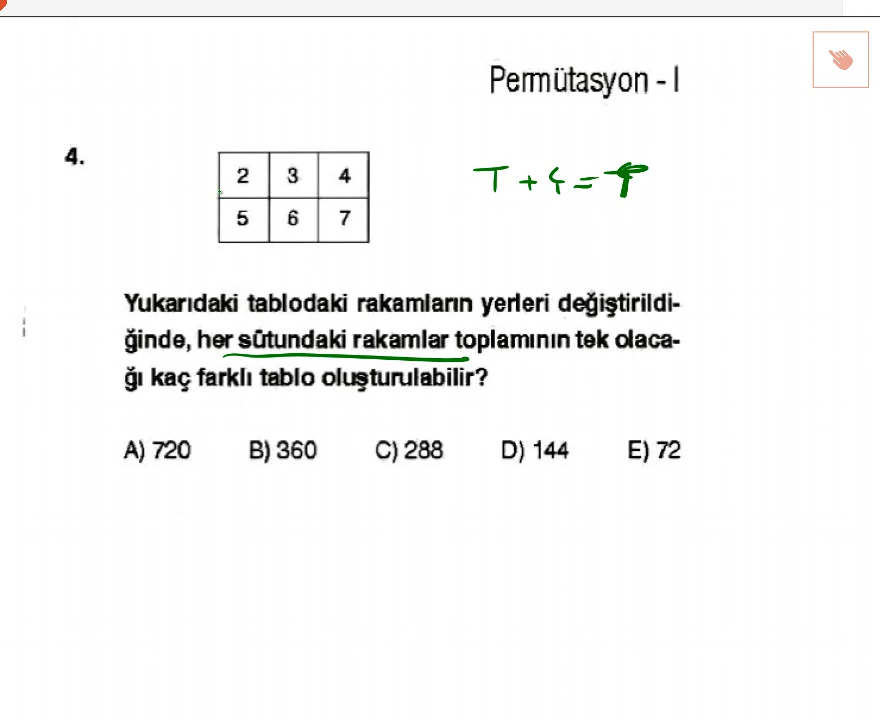 Permütasyon - I
4.
2 3 4
5 6 7
T + Ç = T
Yukarıdaki tablodaki rakamların yerleri değiştirildi-
ğinde, her sütundaki rakamlar toplamının tek olaca-
ğı kaç farklı tablo oluşturulabilir?
A) 720 B) 360 C) 288 D) 144 E) 72